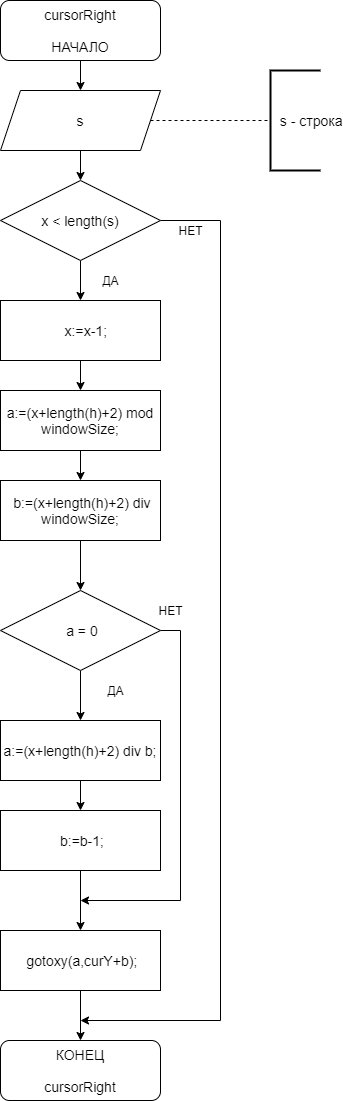 cursorRight
НАЧАЛО
s
s - строка
x < length(s)
НЕТ
ДА
x:=x-1;
a:=(x+length(h)+2) mod
windowSize;
b:=(x+length(h)+2) div
windowSize;
НЕТ
a = 0
ДА
a:=(x+length(h)+2) div b;
b:=b-1;
gotoxy(a,curY+b);
КОНЕЦ
cursorRight